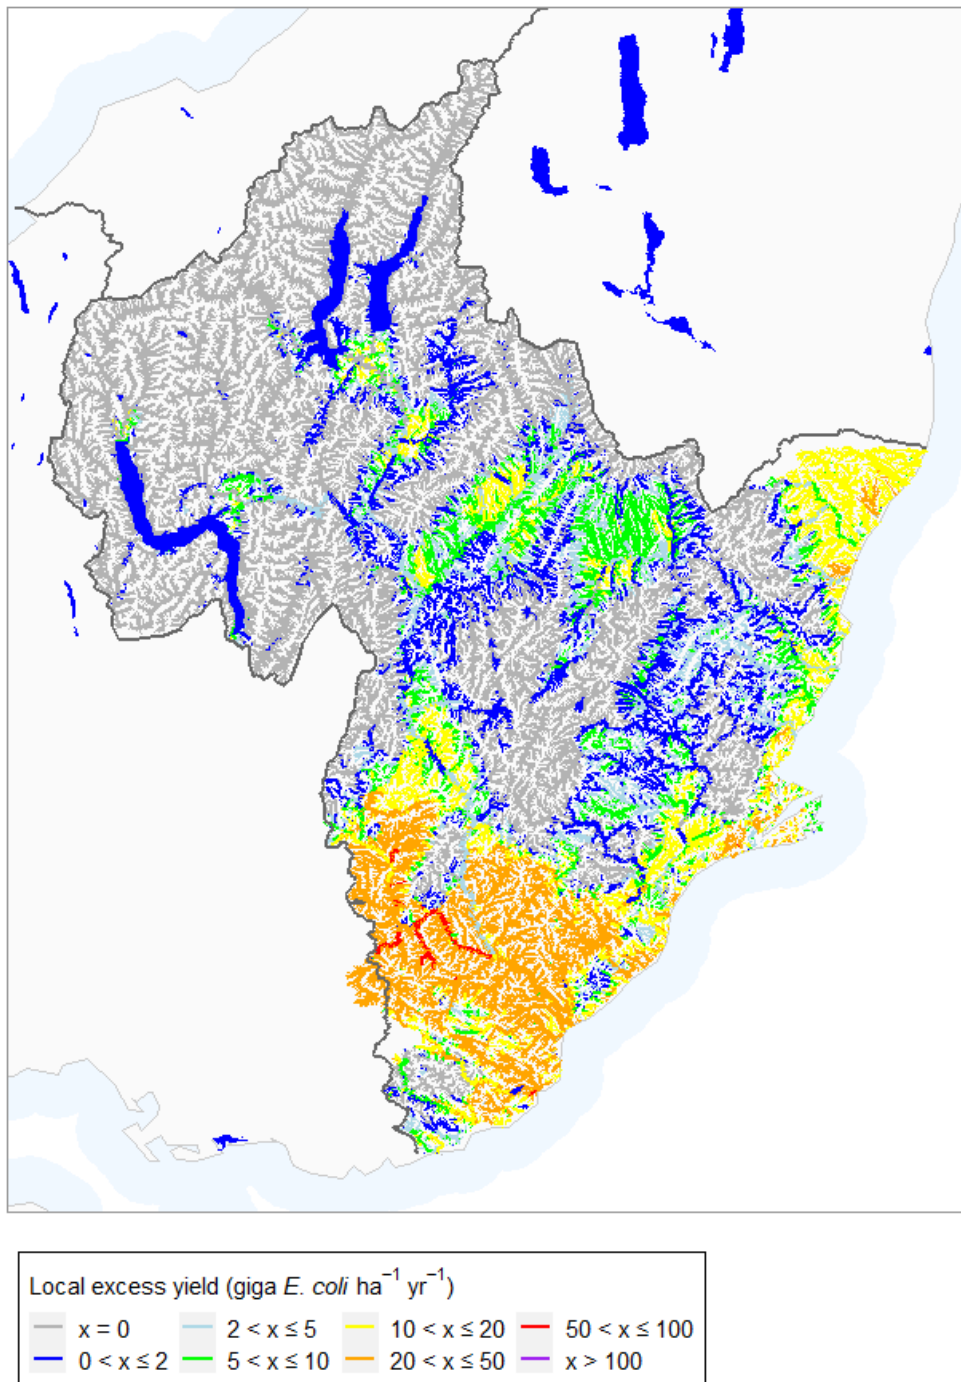 Local excess yield (giga E. coli ha⁻¹ yr⁻¹)
x = 0 2 < x ≤ 5 10 < x ≤ 20 50 < x ≤ 100
0 < x ≤ 2 5 < x ≤ 10 20 < x ≤ 50 x > 100